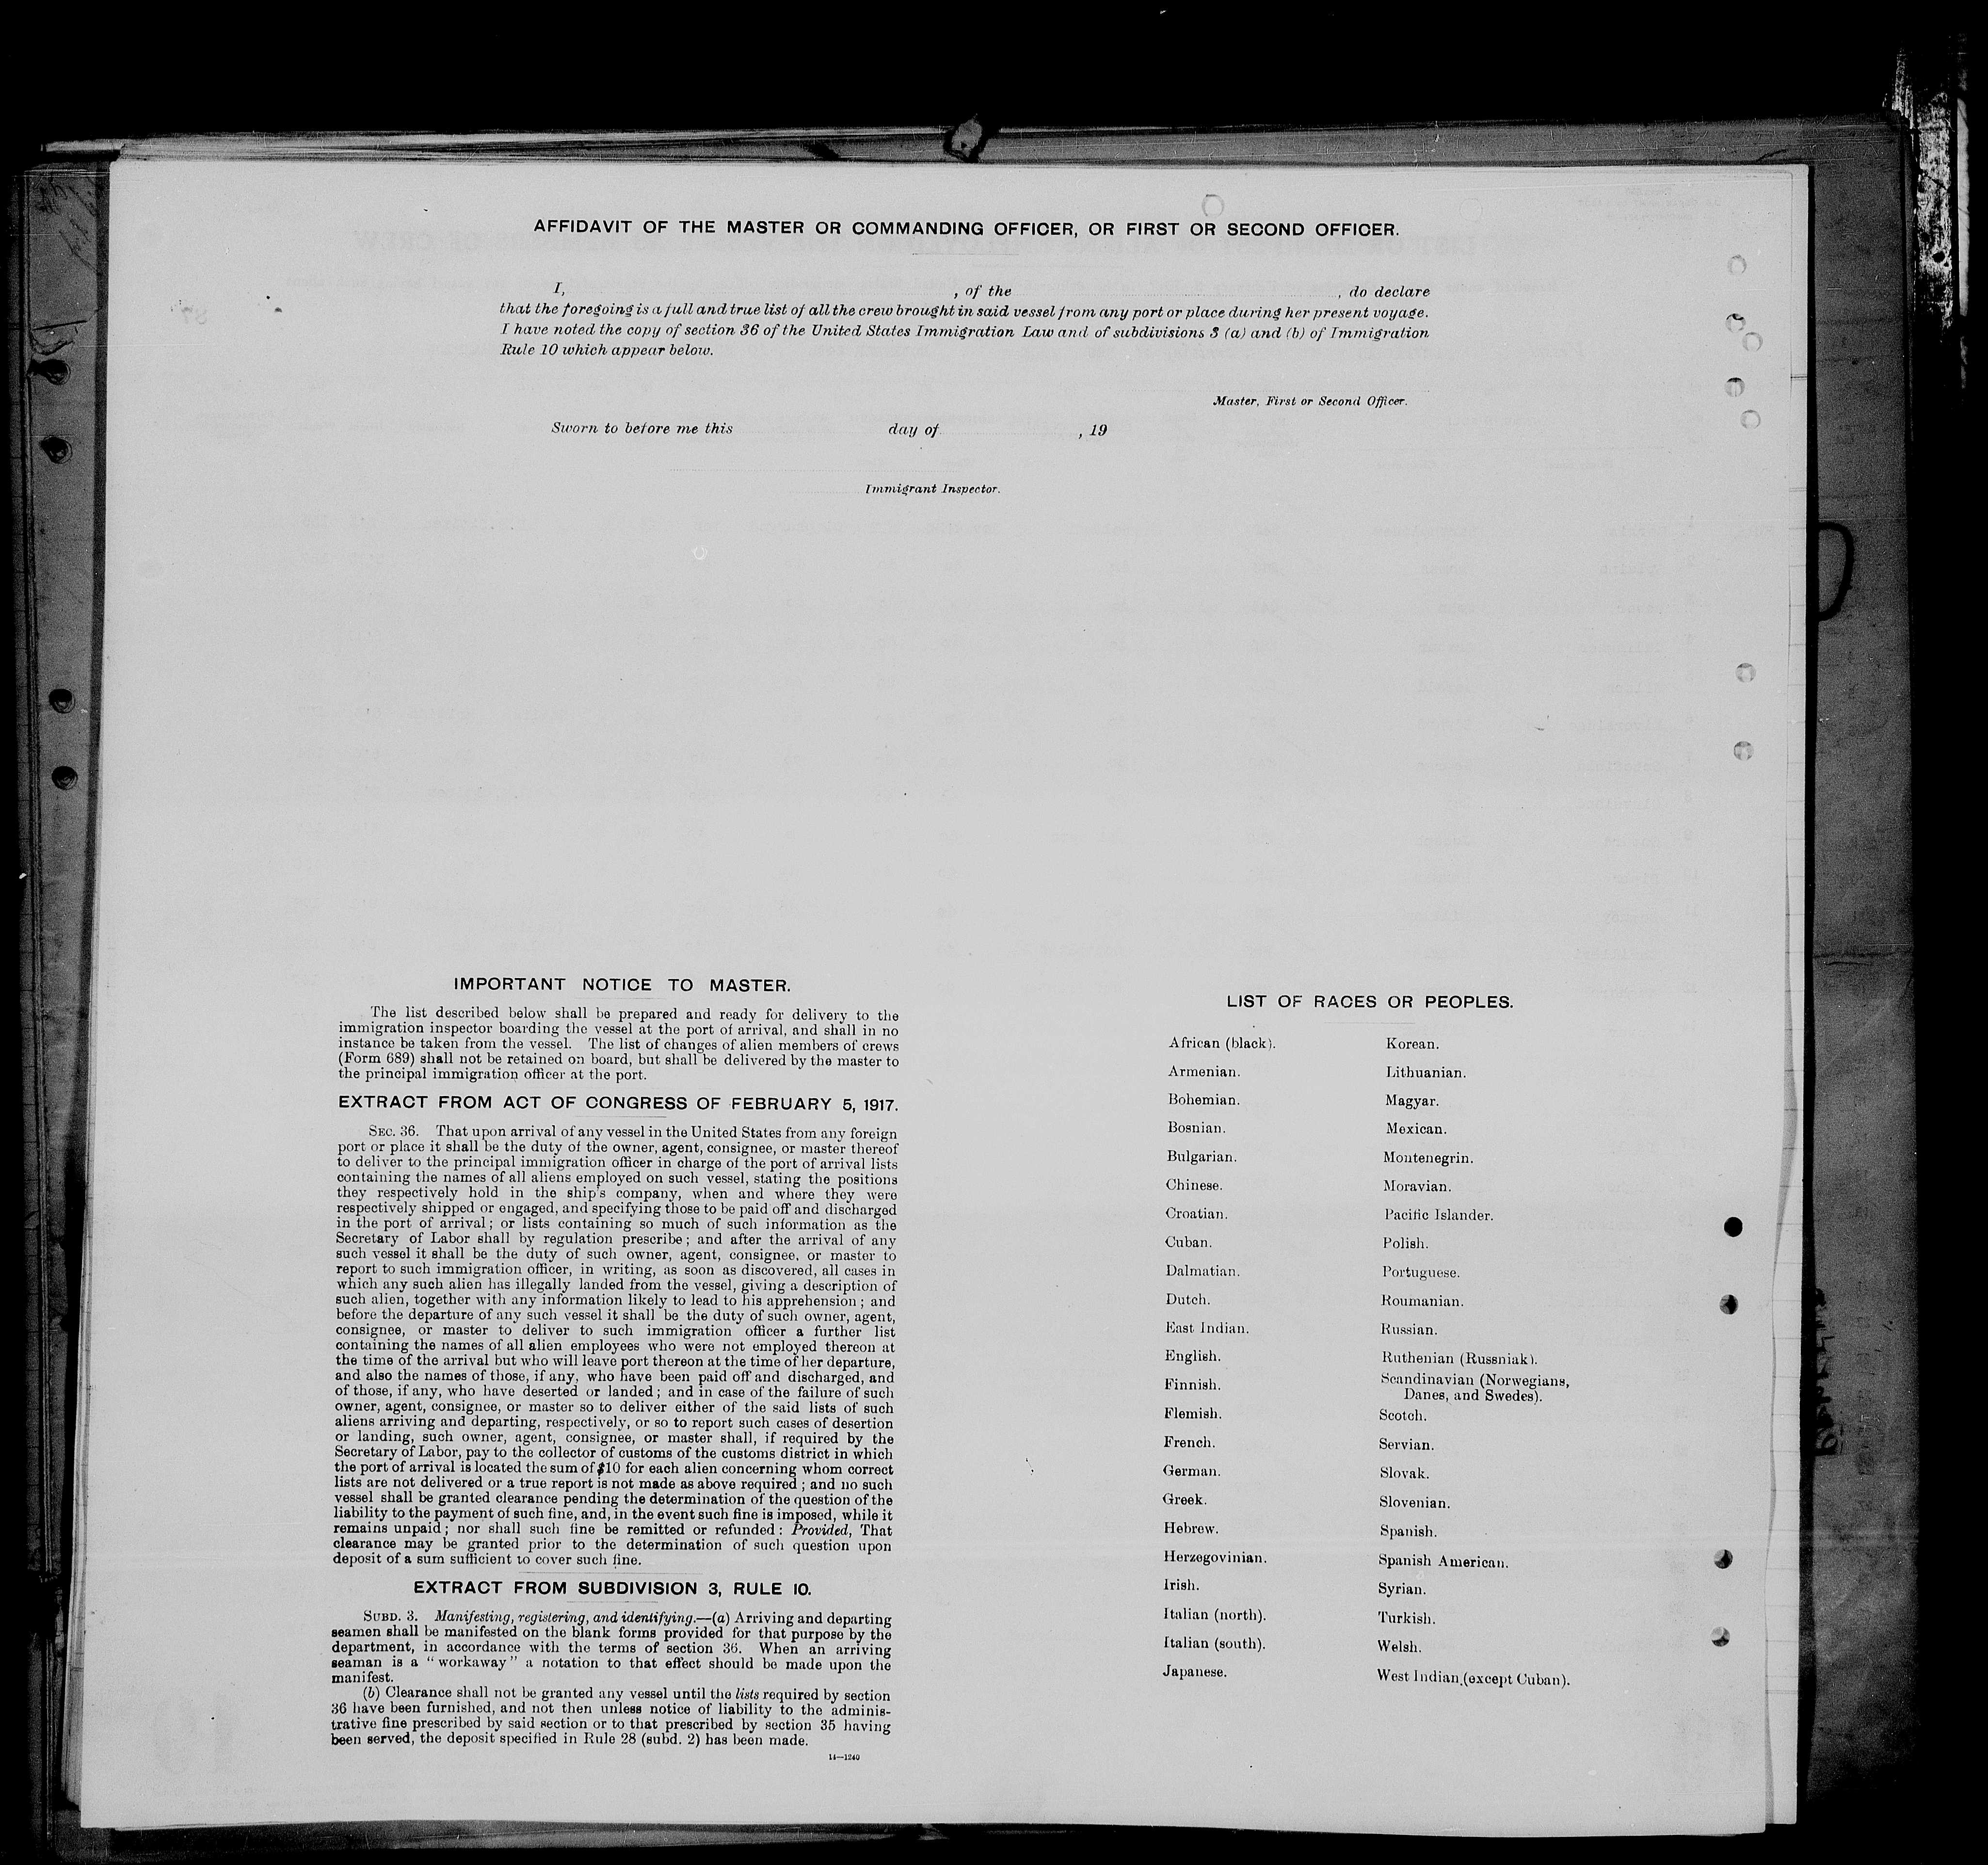 AFFIDAVIT OF THE MASTER OR COMMANDING OFFICER, OR FIRST OR SECOND OFFICER.
I, , of the , do declare
that the foregoing is a full and true list of all the crew brought in said vessel from any port or place during her present voyage.
I have noted the copy of section 36 of the United States Immigration Law and of subdivisions 3 (a) and (b) of Immigration
Rule 10 which appear below.
Master, First or Second Officer.
Sworn to before me this day of , 19
Immigrant Inspector.
IMPORTANT NOTICE TO MASTER.
The list described below shall be prepared and ready for delivery to the
immigration inspector boarding the vessel at the port of arrival, and shall in no
instance be taken from the vessel. The list of changes of alien members of crews
(Form 689) shall not be retained on board, but shall be delivered by the master to
the principal immigration officer at the port.
EXTRACT FROM ACT OF CONGRESS OF FEBRUARY 5, 1917.
SEC. 36. That upon arrival of any vessel in the United States from any foreign
port or place it shall be the duty of the owner, agent, consignee, or master thereof
to deliver to the principal immigration officer in charge of the port of arrival lists
containing the names of all aliens employed on such vessel, stating the positions
they respectively hold in the ship's company, when and where they were
respectively shipped or engaged, and specifying those to be paid off and discharged
in the port of arrival; or lists containing so much of such information as the
Secretary of Labor shall by regulation prescribe; and after the arrival of any
such vessel it shall be the duty of such owner, agent, consignee, or master to
report to such immigration officer, in writing, as soon as discovered, all cases in
which any such alien has illegally landed from the vessel, giving a description of
such alien, together with any information likely to lead to his apprehension; and
before the departure of any such vessel it shall be the duty of such owner, agent,
consignee, or master to deliver to such immigration officer a further list
containing the names of all alien employees who were not employed thereon at
the time of the arrival but who will leave port thereon at the time of her departure,
and also the names of those, if any, who have been paid off and discharged, and
of those, if any, who have deserted or landed; and in case of the failure of such
owner, agent, consignee, or master so to deliver either of the said lists of such
aliens arriving and departing, respectively, or so to report such cases of desertion
or landing, such owner, agent, consignee, or master shall, if required by the
Secretary of Labor, pay to the collector of customs of the customs district in which
the port of arrival is located the sum of $10 for each alien concerning whom correct
lists are not delivered or a true report is not made as above required; and no such
vessel shall be granted clearance pending the determination of the question of the
liability to the payment of such fine, and, in the event such fine is imposed, while it
remains unpaid; nor shall such fine be remitted or refunded: Provided, That
clearance may be granted prior to the determination of such question upon
deposit of a sum sufficient to cover such fine.
EXTRACT FROM SUBDIVISION 3, RULE 10.
SUBD. 3. Manifesting, registering, and identifying.—(a) Arriving and departing
seamen shall be manifested on the blank forms provided for that purpose by the
department, in accordance with the terms of section 36. When an arriving
seaman is a "workaway" a notation to that effect should be made upon the
manifest.
(b) Clearance shall not be granted any vessel until the lists required by section
36 have been furnished, and not then unless notice of liability to the adminis-
trative fine prescribed by said section or to that prescribed by section 35 having
been served, the deposit specified in Rule 28 (subd. 2) has been made.
14—1240
LIST OF RACES OR PEOPLES.
African (black).
Armenian.
Bohemian.
Bosnian.
Bulgarian.
Chinese.
Croatian.
Cuban.
Dalmatian.
Dutch.
East Indian.
English.
Finnish.
Flemish.
French.
German.
Greek.
Hebrew.
Herzegovinian.
Irish.
Italian (north).
Italian (south).
Japanese.
Korean.
Lithuanian.
Magyar.
Mexican.
Montenegrin.
Moravian.
Pacific Islander.
Polish.
Portuguese.
Roumanian.
Russian.
Ruthenian (Russniak).
Scandinavian (Norwegians,
Danes, and Swedes).
Scotch.
Servian.
Slovak.
Slovenian.
Spanish.
Spanish American.
Syrian.
Turkish.
Welsh.
West Indian (except Cuban).